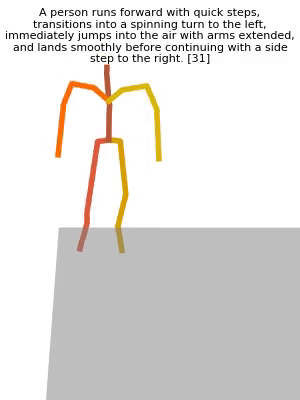 A person runs forward with quick steps,
transitions into a spinning turn to the left,
immediately jumps into the air with arms extended,
and lands smoothly before continuing with a side
step to the right. [31]